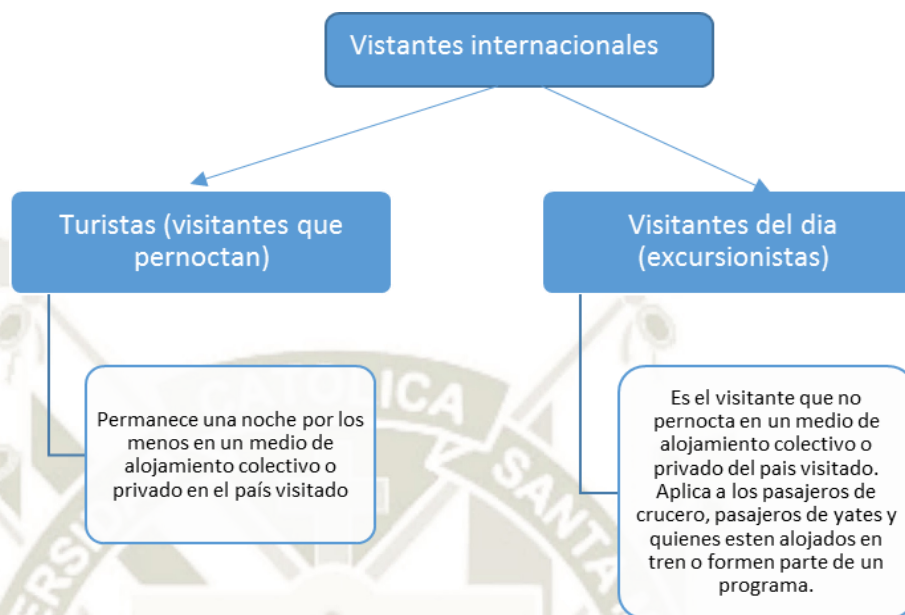 Vistantes internacionales
Turistas (visitantes que
pernoctan)
Visitantes del dia
(excursionistas)
Permanece una noche por los
menos en un medio de
alojamiento colectivo o
privado en el país visitado
Es el visitante que no
pernocta en un medio de
alojamiento colectivo o
privado del pais visitado.
Aplica a los pasajeros de
crucero, pasajeros de yates y
quienes esten alojados en
tren o formen parte de un
programa.
CATOLICA
SANTA